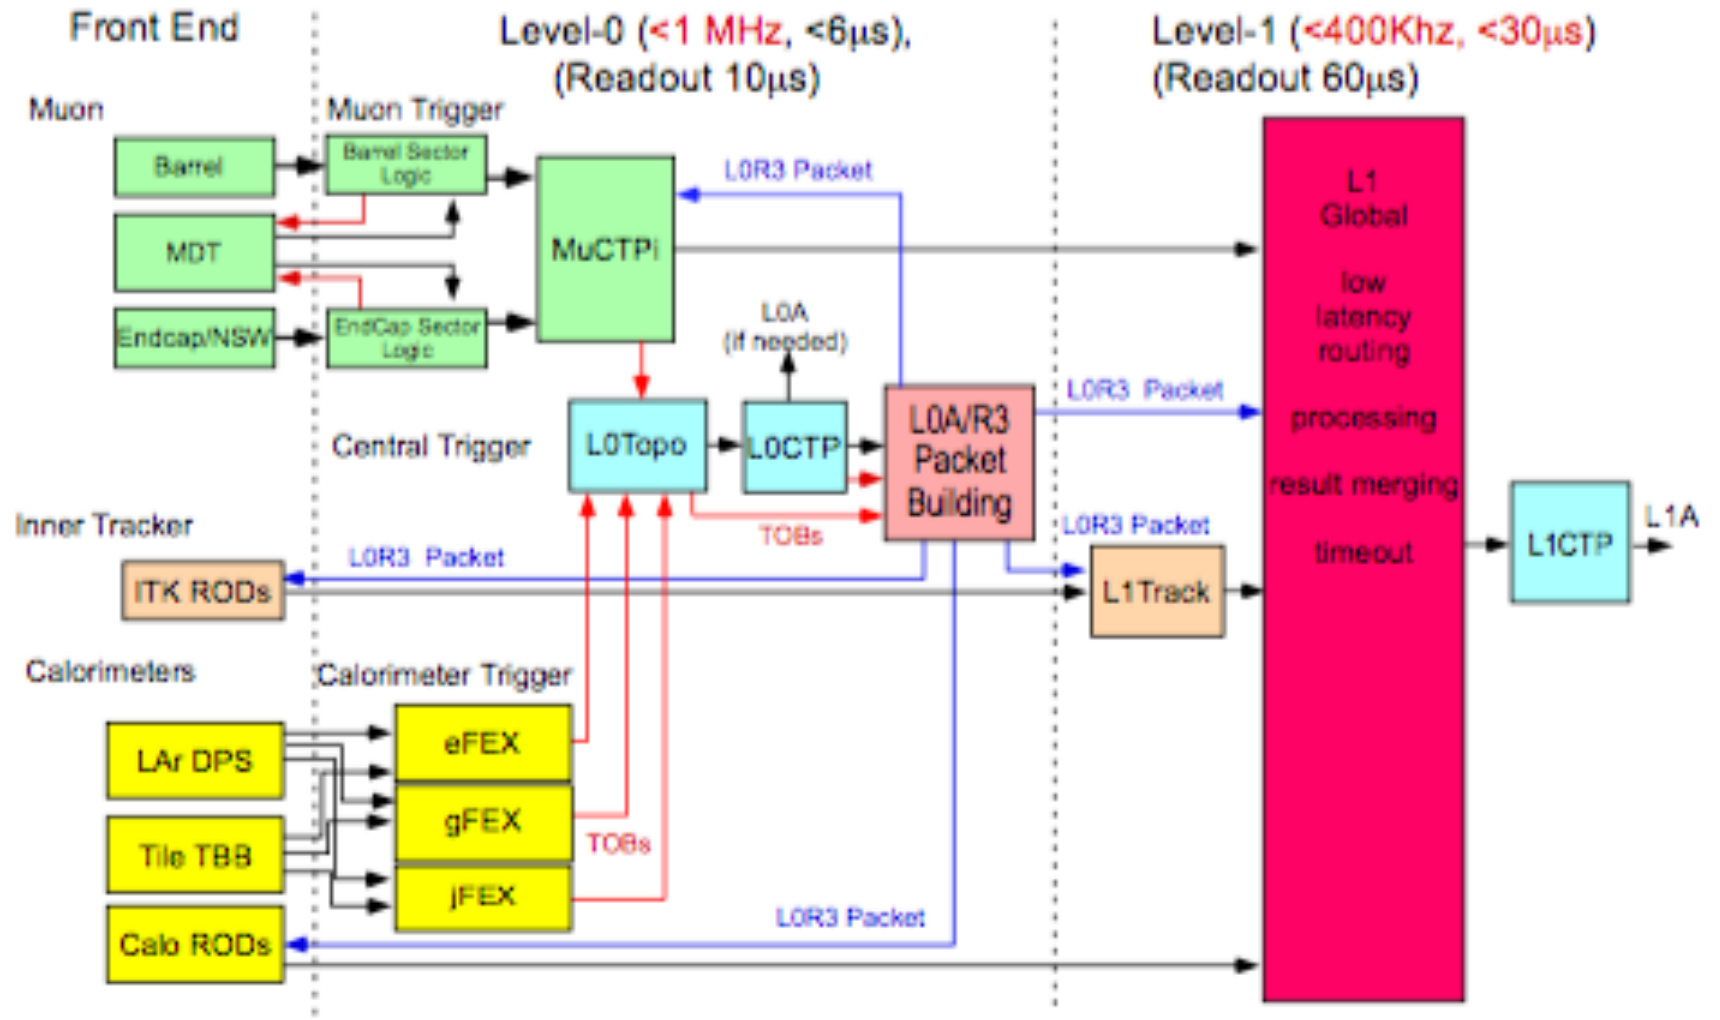 Front End
Level-0 (<1 MHz, <6μs),
(Readout 10μs)
Level-1 (<400Khz, <30μs)
(Readout 60μs)
Muon
Muon Trigger
Barrel
Barrel Sector
Logic
MDT
Endcap/NSW
EndCap Sector
Logic
MuCTPi
L0R3 Packet
L0A
(if needed)
Central Trigger
L0Topo
L0CTP
L0A/R3
Packet
Building
TOBs
L0R3 Packet
L0R3 Packet
L1
Global
low
latency
routing
processing
result merging
timeout
L1CTP
L1A
Inner Tracker
ITK RODs
L0R3 Packet
L1Track
Calorimeters
Calorimeter Trigger
LAr DPS
Tile TBB
Calo RODs
eFEX
gFEX
jFEX
TOBs
L0R3 Packet